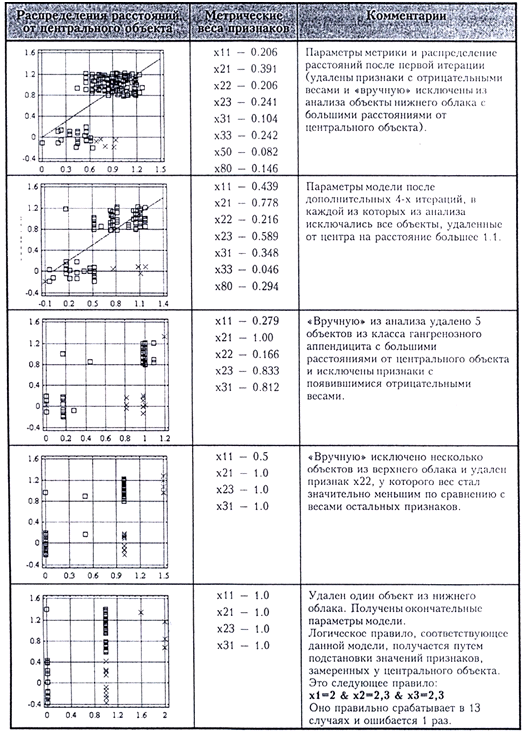 Распределения расстояний от центрального объекта
Метрические веса признаков
Комментарии
x11 – 0.206
x21 – 0.391
x22 – 0.206
x23 – 0.241
x31 – 0.104
x33 – 0.242
x50 – 0.082
x80 – 0.146
Параметры метрики и распределение
расстояний после первой итерации
(удалены признаки с отрицательными
весами и «вручную» исключены из
анализа объекты нижнего облака с
большими расстояниями от
центрального объекта).
1.6
1.2
0.8
0.4
0
-0.4
0 0.3 0.6 0.9 1.2 1.5
x11 – 0.439
x21 – 0.778
x22 – 0.216
x23 – 0.589
x31 – 0.348
x33 – 0.046
x80 – 0.294
Параметры модели после
дополнительных 4-х итераций, в
каждой из которых из анализа
исключались все объекты, удаленные
от центра на расстояние большее 1.1.
1.6
1.2
0.8
0.4
0
-0.4
-0.1 0.2 0.5 0.8 1.1 1.4
x11 – 0.279
x21 – 1.00
x22 – 0.166
x23 – 0.833
x31 – 0.812
«Вручную» из анализа удалено 5
объектов из класса гангренозного
аппендицита с большими
расстояниями от центрального объекта
и исключены признаки с
появившимися отрицательными
весами.
1.6
1.2
0.8
0.4
0
-0.4
0 0.2 0.4 0.6 0.8 1.0 1.2
x11 – 0.5
x21 – 1.0
x23 – 1.0
x31 – 1.0
«Вручную» исключено несколько
объектов из верхнего облака и удален
признак x22, у которого вес стал
значительно меньшим по сравнению с
весами остальных признаков.
1.6
1.2
0.8
0.4
0
-0.4
0 0.3 0.6 0.9 1.2 1.5
x11 – 1.0
x21 – 1.0
x23 – 1.0
x31 – 1.0
Удален один объект из нижнего
облака. Получены окончательные
параметры модели.
Логическое правило, соответствующее
данной модели, получается путем
подстановки значений признаков,
замеренных у центрального объекта.
Это следующее правило:
x1=2 & x2=2,3 & x3=2,3
Оно правильно срабатывает в 13
случаях и ошибается 1 раз.
1.6
1.2
0.8
0.4
0
-0.4
0 0.4 0.8 1.2 1.6 2